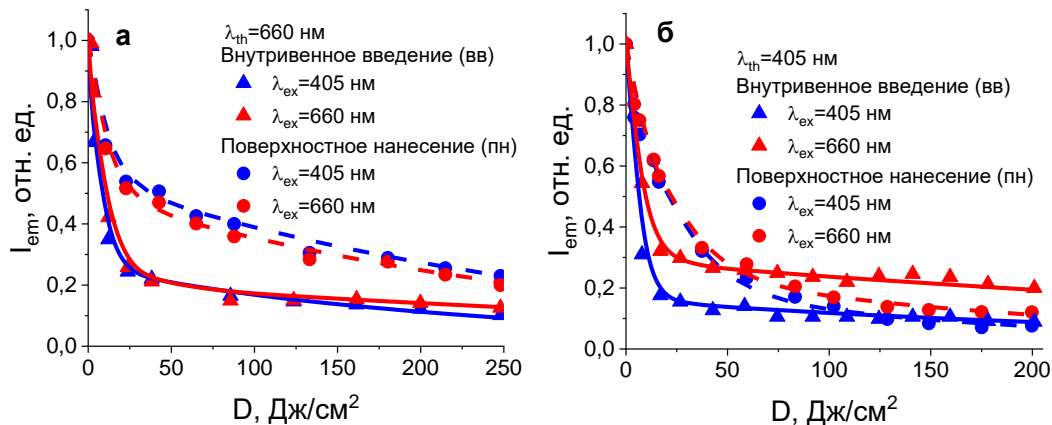 а
λth=660 нм
Внутривенное введение (вв)
λex=405 нм
λex=660 нм
Поверхностное нанесение (пн)
λex=405 нм
λex=660 нм
Iem, отн. ед.
1,0
0,8
0,6
0,4
0,2
0,0
0 50 100 150 200 250
D, Дж/см²
б
λth=405 нм
Внутривенное введение (вв)
λex=405 нм
λex=660 нм
Поверхностное нанесение (пн)
λex=405 нм
λex=660 нм
Iem, отн. ед.
1,0
0,8
0,6
0,4
0,2
0,0
0 50 100 150 200
D, Дж/см²